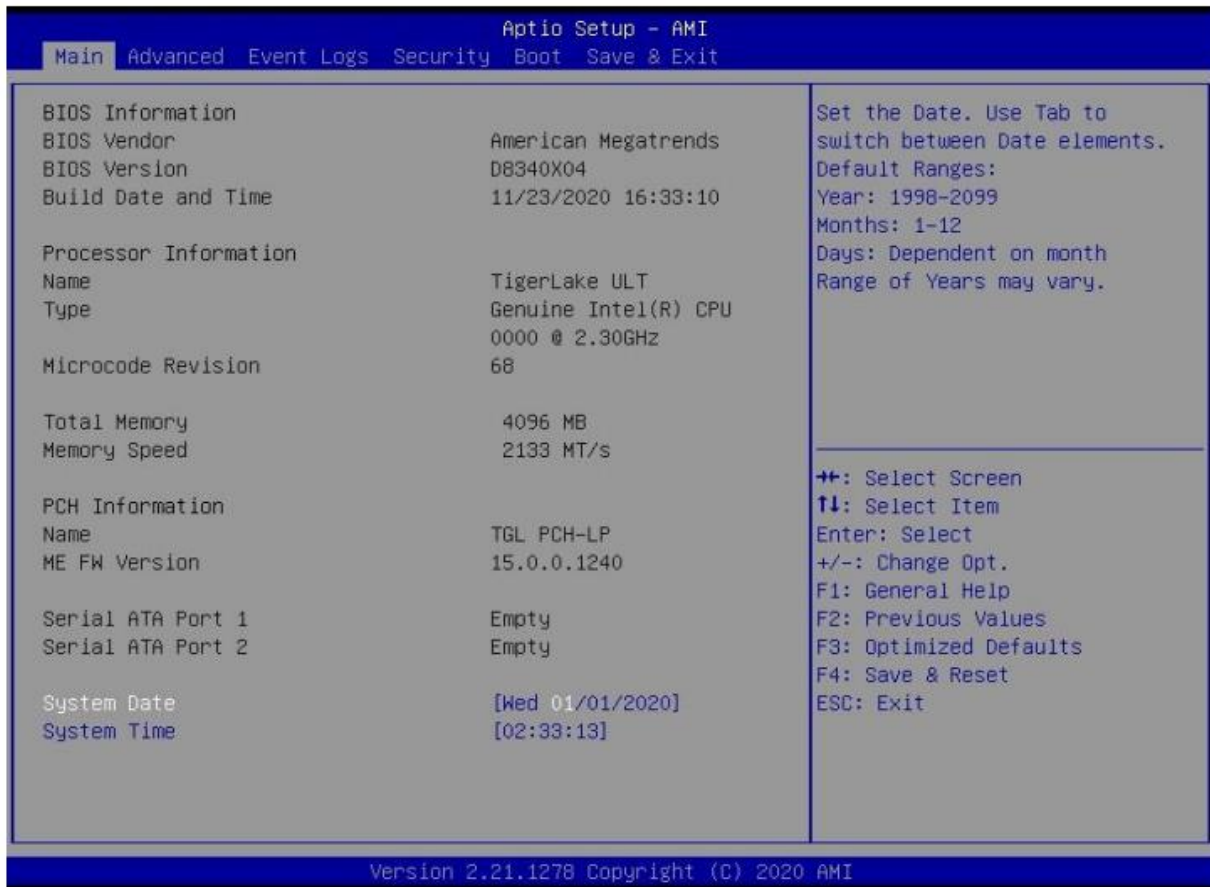 Aptio Setup – AMI
Main Advanced Event Logs Security Boot Save & Exit
BIOS Information
BIOS Vendor American Megatrends
BIOS Version D8340X04
Build Date and Time 11/23/2020 16:33:10
Processor Information
Name TigerLake ULT
Type Genuine Intel(R) CPU
0000 @ 2.30GHz
Microcode Revision 68
Total Memory 4096 MB
Memory Speed 2133 MT/s
PCH Information
Name TGL PCH-LP
ME FW Version 15.0.0.1240
Serial ATA Port 1 Empty
Serial ATA Port 2 Empty
System Date [Wed 01/01/2020]
System Time [02:33:13]
Set the Date. Use Tab to
switch between Date elements.
Default Ranges:
Year: 1998-2099
Months: 1-12
Days: Dependent on month
Range of Years may vary.
→←: Select Screen
↑↓: Select Item
Enter: Select
+/-: Change Opt.
F1: General Help
F2: Previous Values
F3: Optimized Defaults
F4: Save & Reset
ESC: Exit
Version 2.21.1278 Copyright (C) 2020 AMI